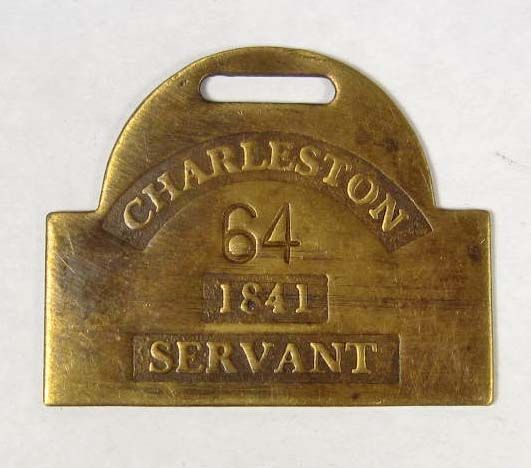 CHARLESTON
64
1841
SERVANT